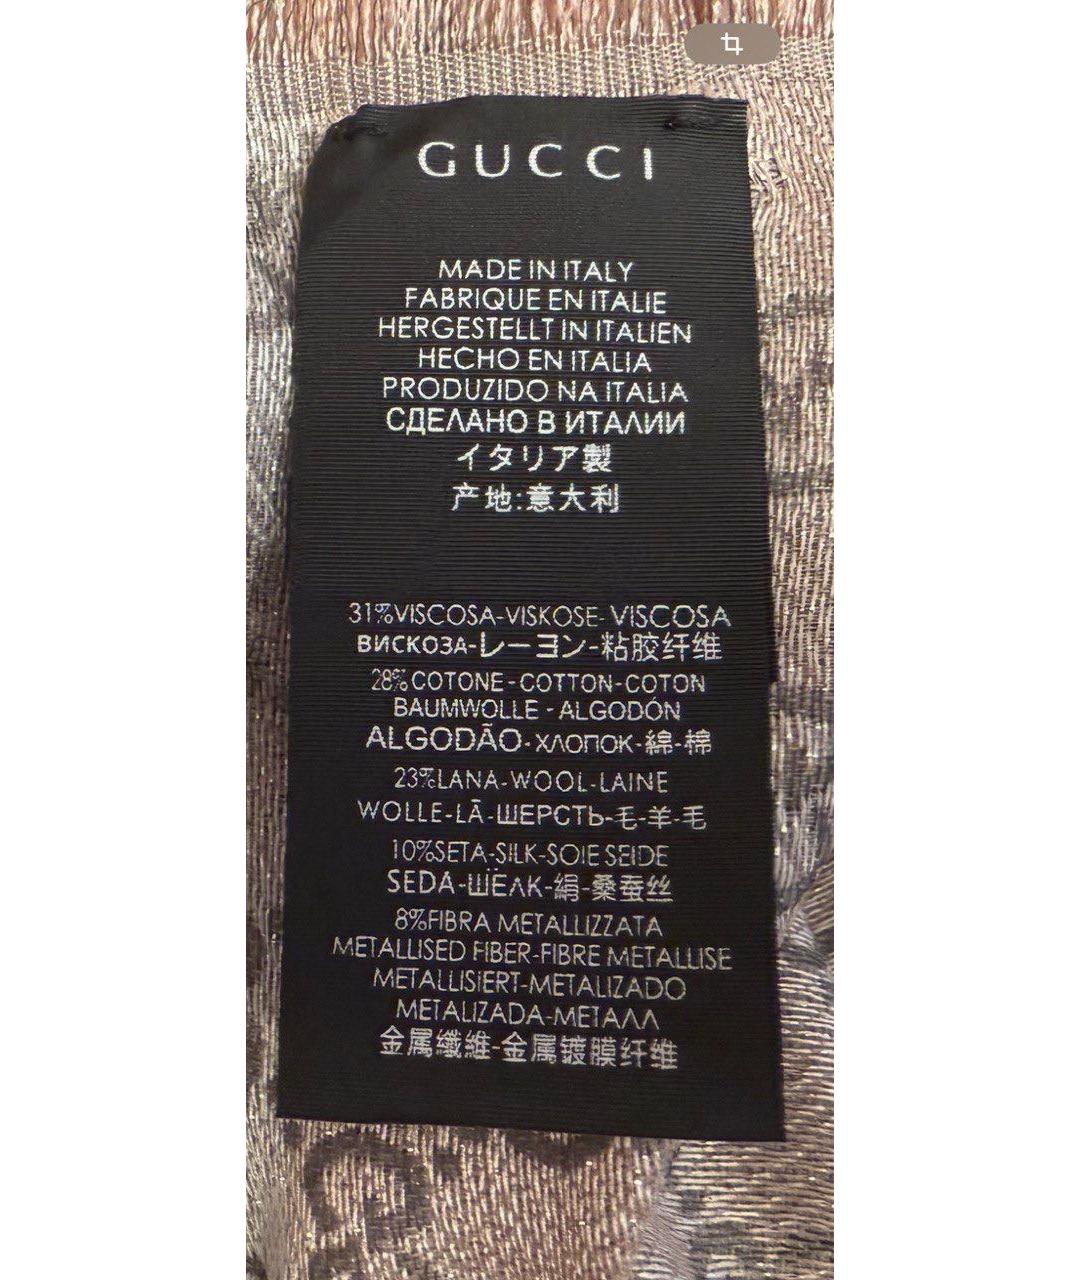 GUCCI
MADE IN ITALY
FABRIQUE EN ITALIE
HERGESTELLT IN ITALIEN
HECHO EN ITALIA
PRODUZIDO NA ITALIA
СДЕЛАНО В ИТАЛИИ
イタリア製
产地:意大利
31%VISCOSA-VISKOSE-VISCOSA
ВИСКОЗА-レーヨン-粘胶纤维
28%COTONE-COTTON-COTON
BAUMWOLLE-ALGODÓN
ALGODÃO-ХЛОПОК-綿-棉
23%LANA-WOOL-LAINE
WOLLE-LÃ-ШЕРСТЬ-毛-羊-毛
10%SETA-SILK-SOIE SEIDE
SEDA-ШЁЛК-絹-桑蚕丝
8%FIBRA METALLIZZATA
METALLISED FIBER-FIBRE METALLISE
METALLISIERT-METALIZADO
METALIZADA-МЕТАЛЛ
金属繊維-金属镀膜纤维